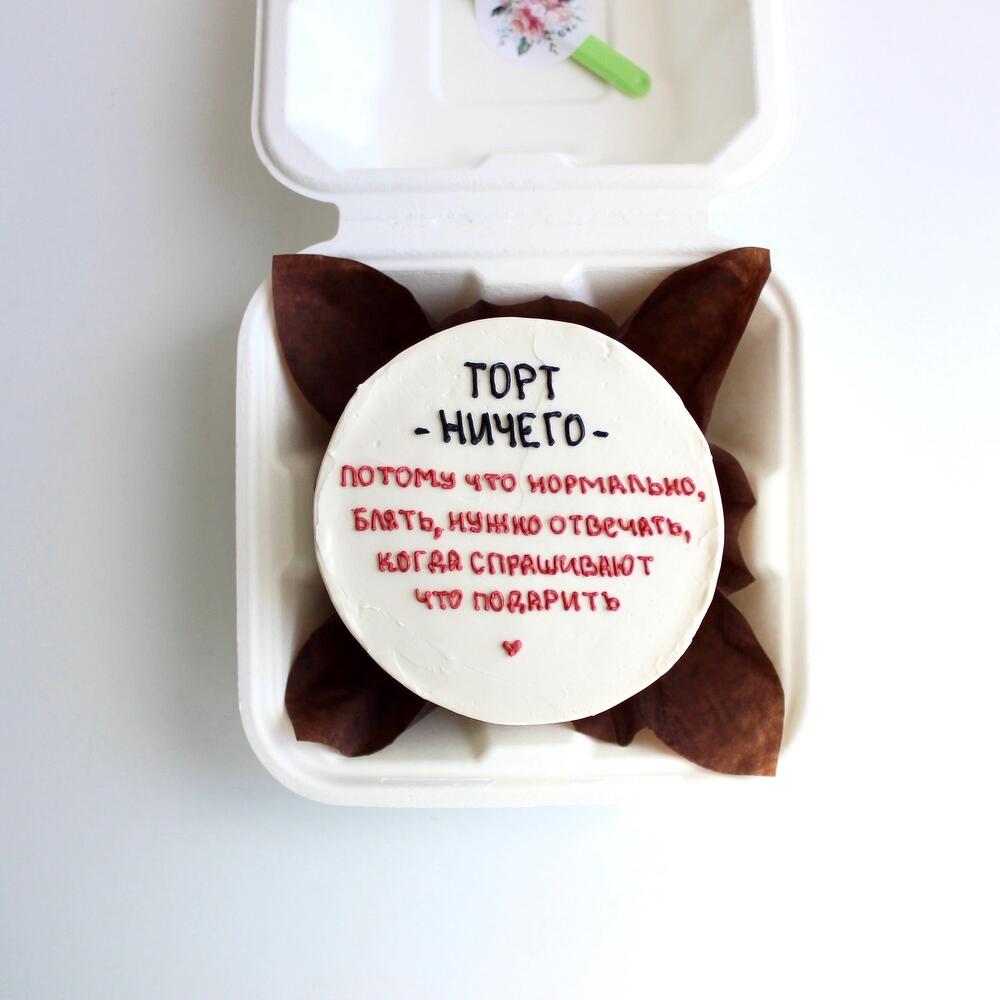 ТОРТ
-НИЧЕГО-
ПОТОМУ ЧТО НОРМАЛЬНО,
БЛЯТЬ, НУЖНО ОТВЕЧАТЬ,
КОГДА СПРАШИВАЮТ
ЧТО ПОДАРИТЬ